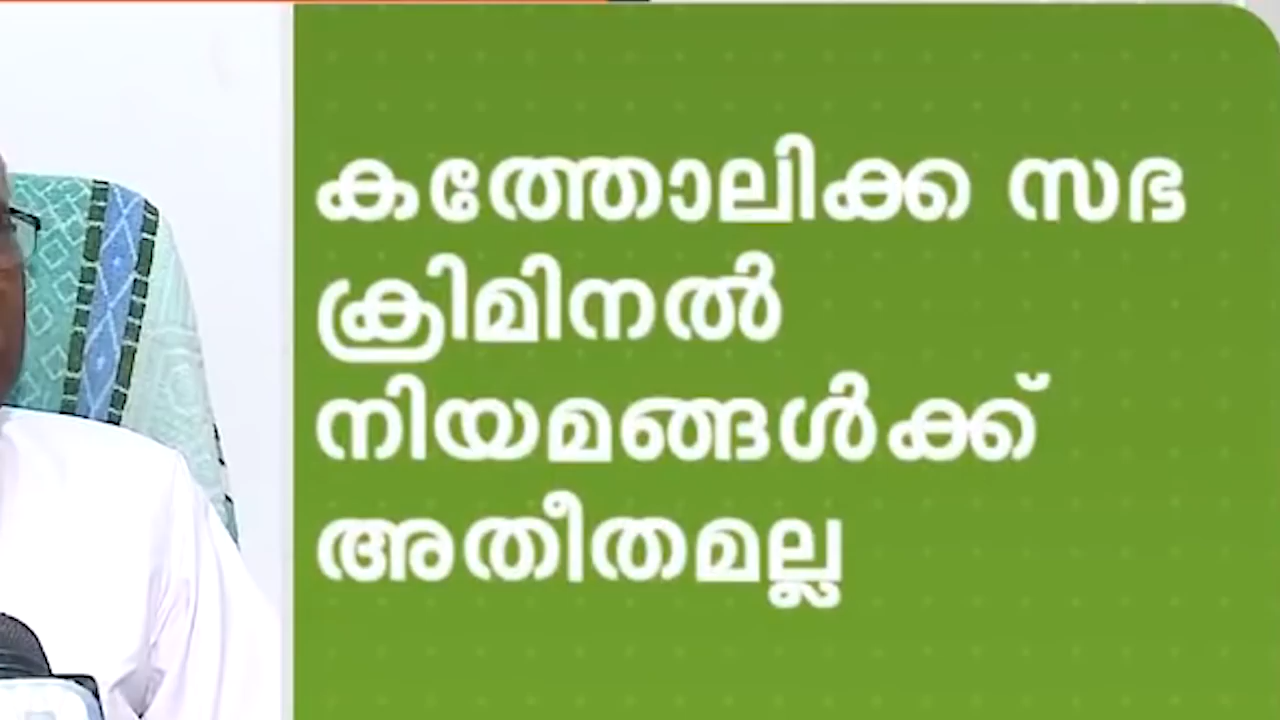 കത്തോലിക്ക സഭ
ക്രിമിനൽ
നിയമങ്ങൾക്ക്
അതീതമല്ല